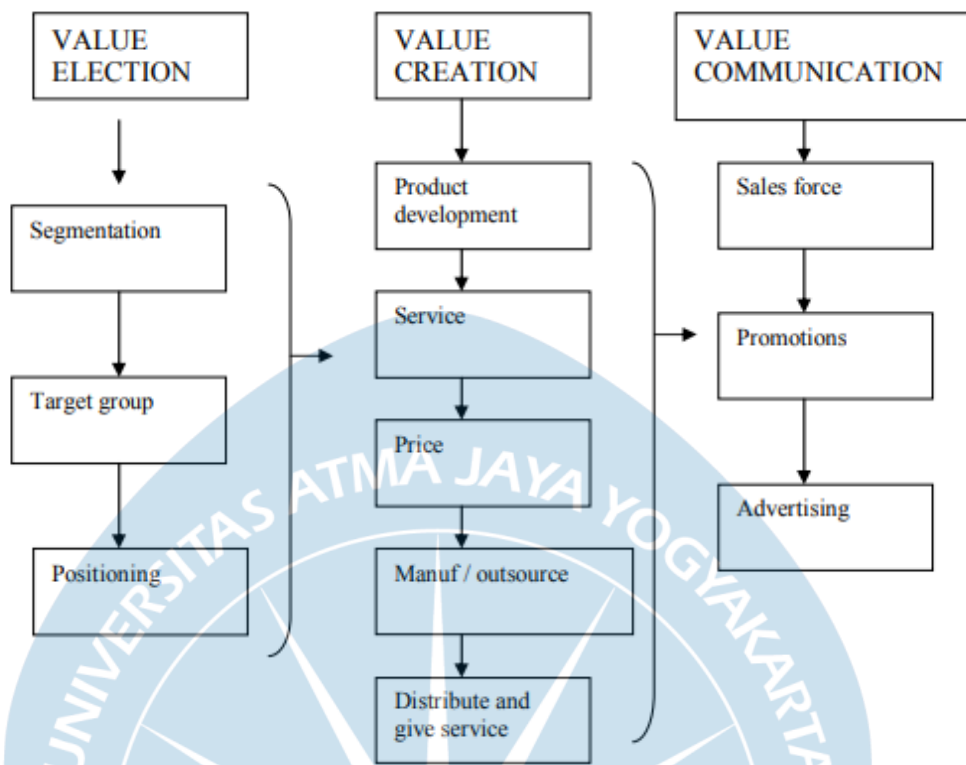 VALUE
ELECTION
Segmentation
Target group
Positioning
VALUE
CREATION
Product
development
Service
Price
Manuf / outsource
Distribute and
give service
VALUE
COMMUNICATION
Sales force
Promotions
Advertising
UNIVERSITAS ATMA JAYA YOGYAKARTA